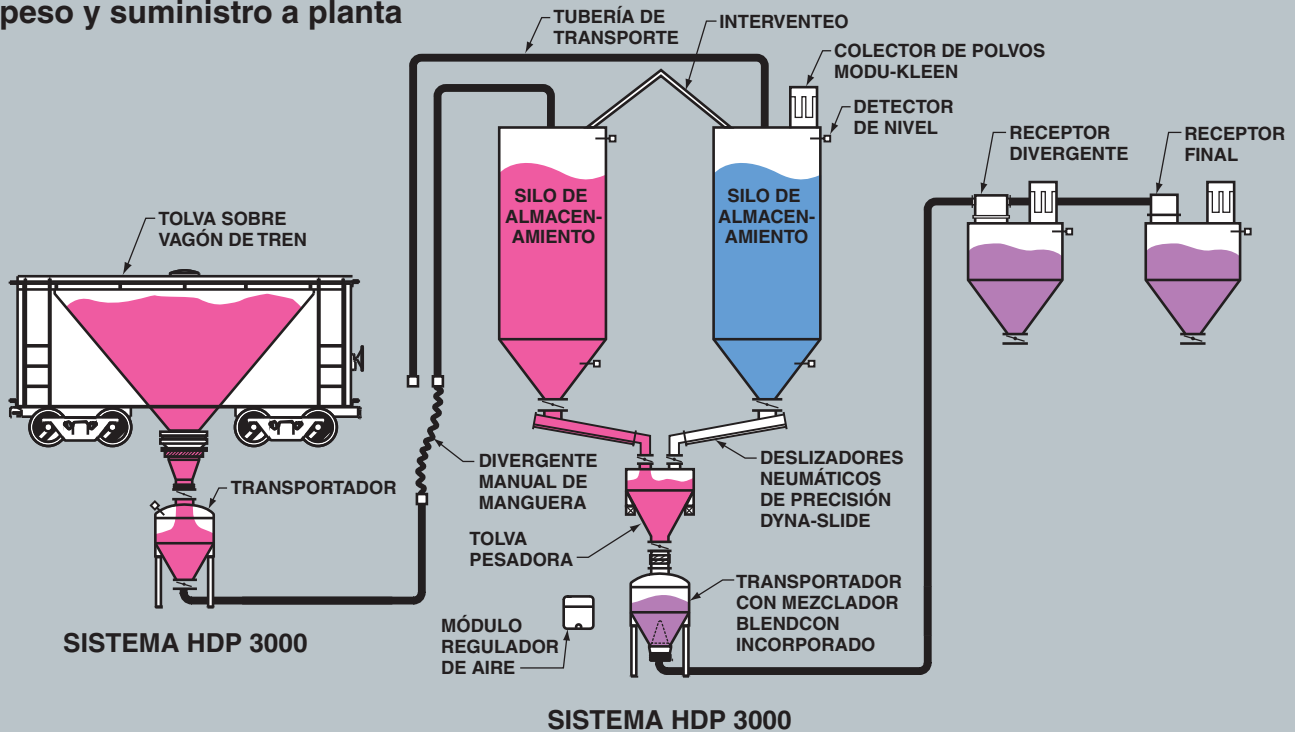 peso y suministro a planta
TUBERÍA DE
TRANSPORTE
INTERVENTEO
COLECTOR DE POLVOS
MODU-KLEEN
DETECTOR
DE NIVEL
RECEPTOR
DIVERGENTE
RECEPTOR
FINAL
SILO DE
ALMACEN-
AMIENTO
SILO DE
ALMACEN-
AMIENTO
TOLVA SOBRE
VAGÓN DE TREN
TRANSPORTADOR
DIVERGENTE
MANUAL DE
MANGUERA
DESLIZADORES
NEUMÁTICOS
DE PRECISIÓN
DYNA-SLIDE
TOLVA
PESADORA
TRANSPORTADOR
CON MEZCLADOR
BLENDCON
INCORPORADO
MÓDULO
REGULADOR
DE AIRE
SISTEMA HDP 3000
SISTEMA HDP 3000